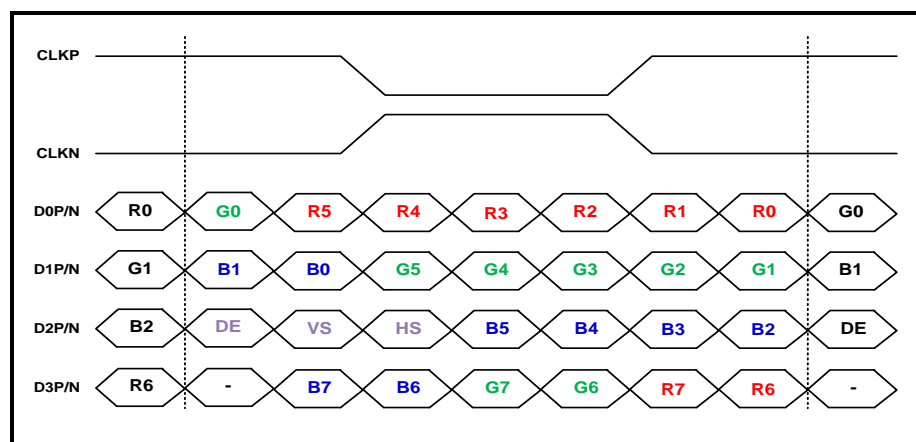 CLKP
CLKN
D0P/N R0 G0 R5 R4 R3 R2 R1 R0 G0
D1P/N G1 B1 B0 G5 G4 G3 G2 G1 B1
D2P/N B2 DE VS HS B5 B4 B3 B2 DE
D3P/N R6 - B7 B6 G7 G6 R7 R6 -